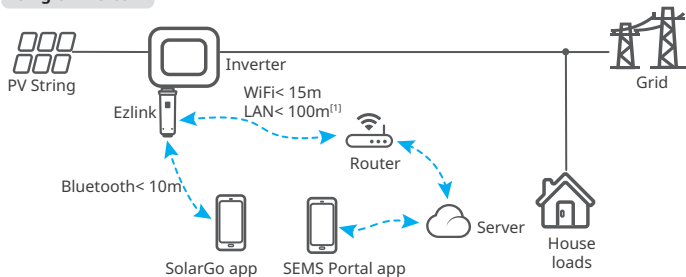 PV String
Inverter
Grid
Ezlink
WiFi< 15m
LAN< 100m[1]
Router
Bluetooth< 10m
Server
House
loads
SolarGo app
SEMS Portal app